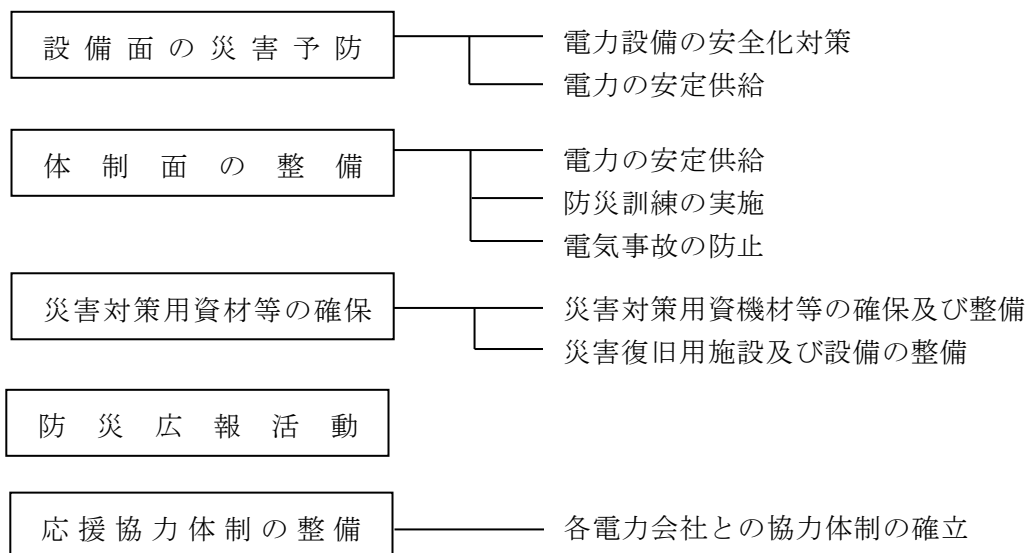 設備面の災害予防
電力設備の安全化対策
電力の安定供給
体制面の整備
電力の安定供給
防災訓練の実施
電気事故の防止
災害対策用資材等の確保
災害対策用資機材等の確保及び整備
災害復旧用施設及び設備の整備
防災広報活動
応援協力体制の整備
各電力会社との協力体制の確立